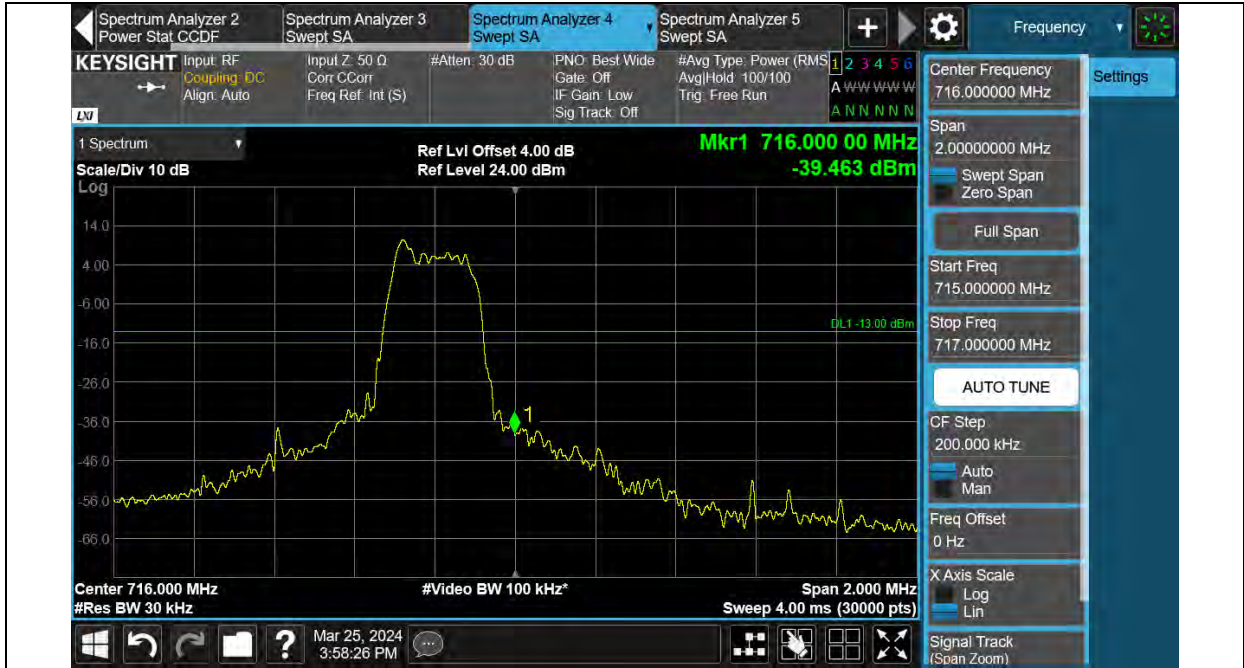 Spectrum Analyzer 2
Power Stat CCDF
Spectrum Analyzer 3
Swept SA
Spectrum Analyzer 4
Swept SA
Spectrum Analyzer 5
Swept SA
+
Frequency
KEYSIGHT
LXI
Input: RF
Coupling: DC
Align: Auto
Input Z: 50 Ω
Corr CCorr
Freq Ref: Int (S)
#Atten: 30 dB
PNO: Best Wide
Gate: Off
IF Gain: Low
Sig Track: Off
#Avg Type: Power (RMS
Avg|Hold: 100/100
Trig: Free Run
1 2 3 4 5 6
A W W W W W
A N N N N N
1 Spectrum
Scale/Div 10 dB
Log
Ref Lvl Offset 4.00 dB
Ref Level 24.00 dBm
Mkr1 716.000 00 MHz
-39.463 dBm
14.0
4.00
-6.00
-16.0
-26.0
-36.0
-46.0
-56.0
-66.0
DL1 -13.00 dBm
1
Center 716.000 MHz
#Res BW 30 kHz
#Video BW 100 kHz*
Span 2.000 MHz
Sweep 4.00 ms (30000 pts)
Center Frequency
716.000000 MHz
Settings
Span
2.00000000 MHz
Swept Span
Zero Span
Full Span
Start Freq
715.000000 MHz
Stop Freq
717.000000 MHz
AUTO TUNE
CF Step
200.000 kHz
Auto
Man
Freq Offset
0 Hz
X Axis Scale
Log
Lin
Signal Track
(Span Zoom)
?
Mar 25, 2024
3:58:26 PM